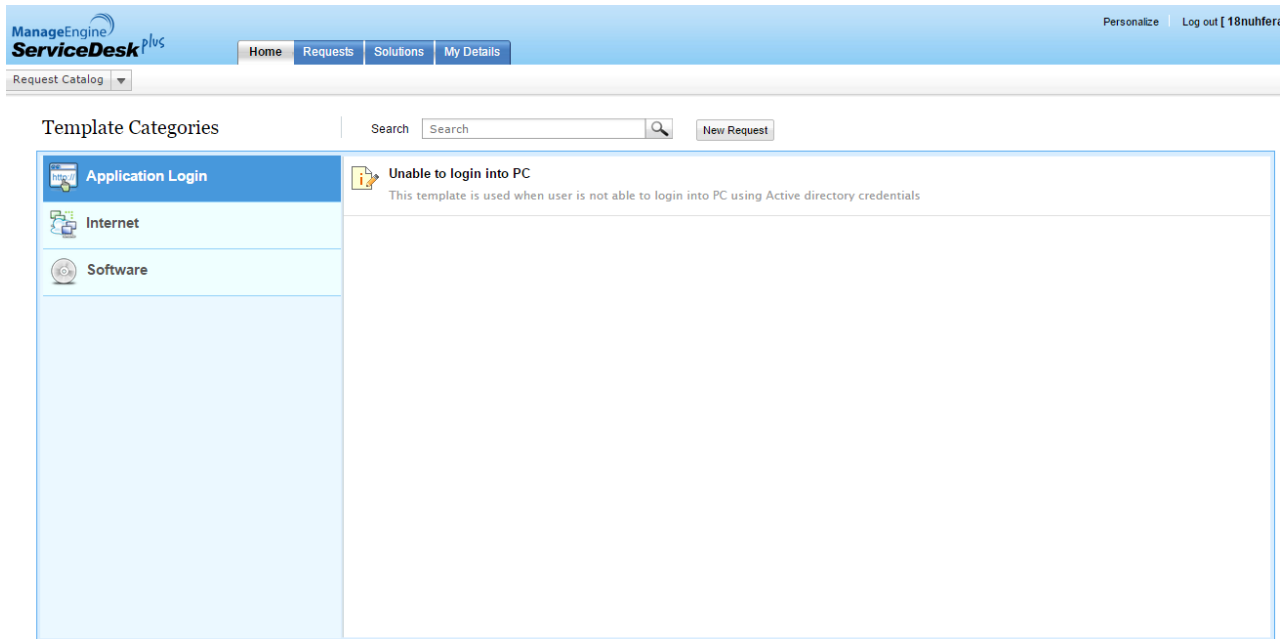 Personalize Log out [ 18nuhfera
ManageEngine
ServiceDesk plus
Home Requests Solutions My Details
Request Catalog
Template Categories
Search Search New Request
http://
Application Login
Internet
Software
Unable to login into PC
This template is used when user is not able to login into PC using Active directory credentials